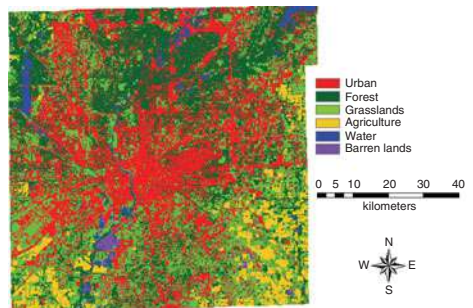 Urban
Forest
Grasslands
Agriculture
Water
Barren lands
0 5 10 20 30 40
kilometers
N
W E
S